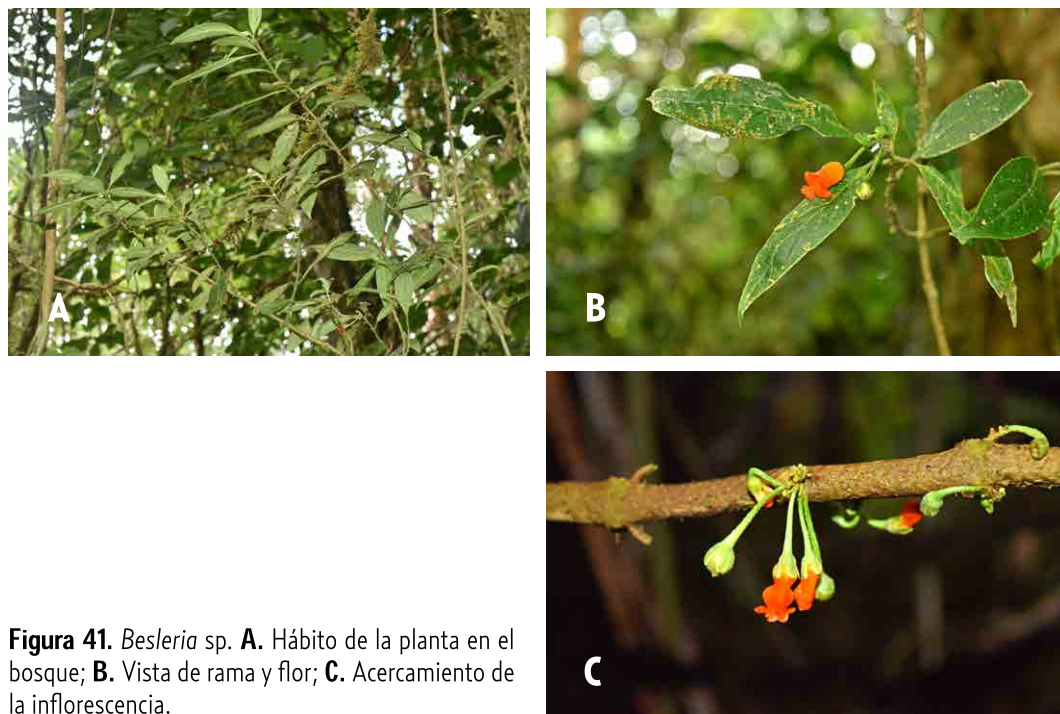 A
B
C
Figura 41. Besleria sp. A. Hábito de la planta en el
bosque; B. Vista de rama y flor; C. Acercamiento de
la inflorescencia.